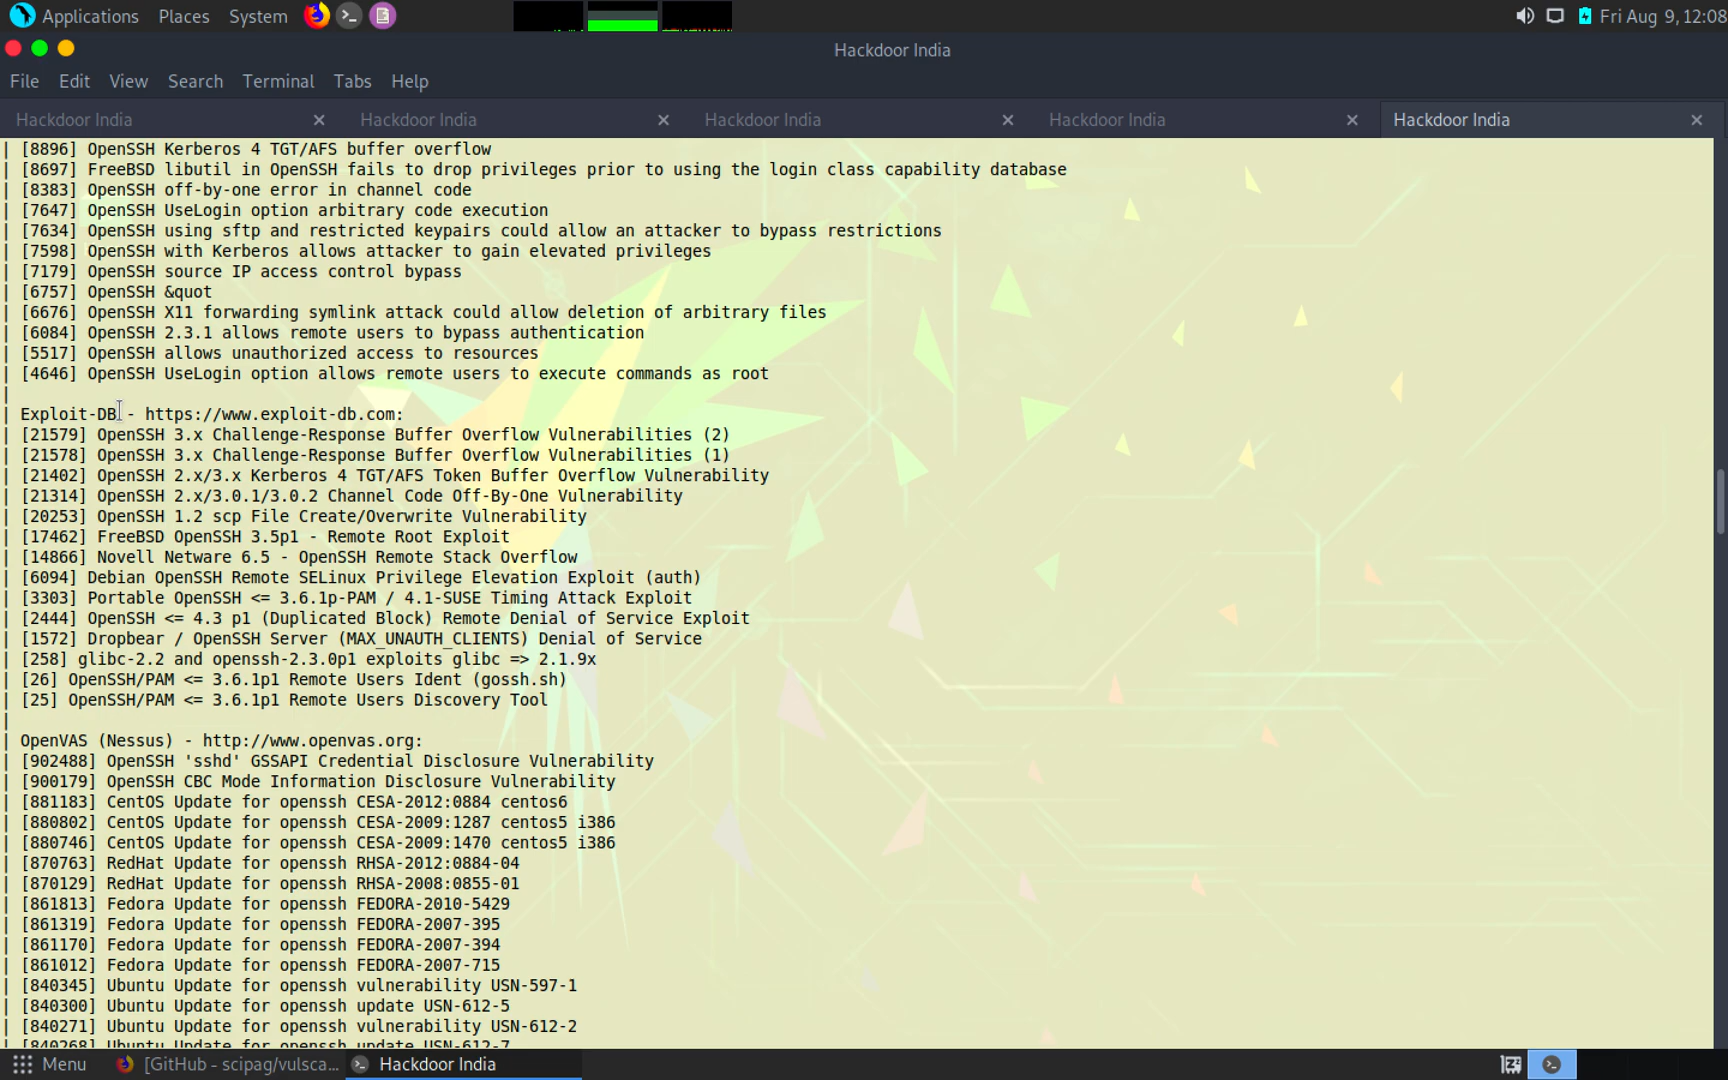 Applications Places System Fri Aug 9, 12:08
Hackdoor India
File Edit View Search Terminal Tabs Help
Hackdoor India Hackdoor India Hackdoor India Hackdoor India Hackdoor India
| [8896] OpenSSH Kerberos 4 TGT/AFS buffer overflow
| [8697] FreeBSD libutil in OpenSSH fails to drop privileges prior to using the login class capability database
| [8383] OpenSSH off-by-one error in channel code
| [7647] OpenSSH UseLogin option arbitrary code execution
| [7634] OpenSSH using sftp and restricted keypairs could allow an attacker to bypass restrictions
| [7598] OpenSSH with Kerberos allows attacker to gain elevated privileges
| [7179] OpenSSH source IP access control bypass
| [6757] OpenSSH &quot
| [6676] OpenSSH X11 forwarding symlink attack could allow deletion of arbitrary files
| [6084] OpenSSH 2.3.1 allows remote users to bypass authentication
| [5517] OpenSSH allows unauthorized access to resources
| [4646] OpenSSH UseLogin option allows remote users to execute commands as root
|
| Exploit-DB - https://www.exploit-db.com:
| [21579] OpenSSH 3.x Challenge-Response Buffer Overflow Vulnerabilities (2)
| [21578] OpenSSH 3.x Challenge-Response Buffer Overflow Vulnerabilities (1)
| [21402] OpenSSH 2.x/3.x Kerberos 4 TGT/AFS Token Buffer Overflow Vulnerability
| [21314] OpenSSH 2.x/3.0.1/3.0.2 Channel Code Off-By-One Vulnerability
| [20253] OpenSSH 1.2 scp File Create/Overwrite Vulnerability
| [17462] FreeBSD OpenSSH 3.5p1 - Remote Root Exploit
| [14866] Novell Netware 6.5 - OpenSSH Remote Stack Overflow
| [6094] Debian OpenSSH Remote SELinux Privilege Elevation Exploit (auth)
| [3303] Portable OpenSSH <= 3.6.1p-PAM / 4.1-SUSE Timing Attack Exploit
| [2444] OpenSSH <= 4.3 p1 (Duplicated Block) Remote Denial of Service Exploit
| [1572] Dropbear / OpenSSH Server (MAX_UNAUTH_CLIENTS) Denial of Service
| [258] glibc-2.2 and openssh-2.3.0p1 exploits glibc => 2.1.9x
| [26] OpenSSH/PAM <= 3.6.1p1 Remote Users Ident (gossh.sh)
| [25] OpenSSH/PAM <= 3.6.1p1 Remote Users Discovery Tool
|
| OpenVAS (Nessus) - http://www.openvas.org:
| [902488] OpenSSH 'sshd' GSSAPI Credential Disclosure Vulnerability
| [900179] OpenSSH CBC Mode Information Disclosure Vulnerability
| [881183] CentOS Update for openssh CESA-2012:0884 centos6
| [880802] CentOS Update for openssh CESA-2009:1287 centos5 i386
| [880746] CentOS Update for openssh CESA-2009:1470 centos5 i386
| [870763] RedHat Update for openssh RHSA-2012:0884-04
| [870129] RedHat Update for openssh RHSA-2008:0855-01
| [861813] Fedora Update for openssh FEDORA-2010-5429
| [861319] Fedora Update for openssh FEDORA-2007-395
| [861170] Fedora Update for openssh FEDORA-2007-394
| [861012] Fedora Update for openssh FEDORA-2007-715
| [840345] Ubuntu Update for openssh vulnerability USN-597-1
| [840300] Ubuntu Update for openssh update USN-612-5
| [840271] Ubuntu Update for openssh vulnerability USN-612-2
| [840268] Ubuntu Update for openssh update USN-612-7
Menu [GitHub - scipag/vulsca... Hackdoor India